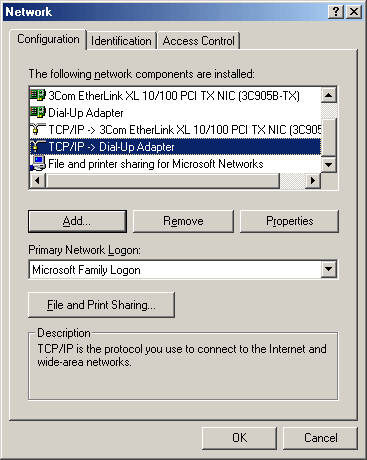 Network
Configuration Identification Access Control
The following network components are installed:
3Com EtherLink XL 10/100 PCI TX NIC (3C905B-TX)
Dial-Up Adapter
TCP/IP -> 3Com EtherLink XL 10/100 PCI TX NIC (3C905
TCP/IP -> Dial-Up Adapter
File and printer sharing for Microsoft Networks
Add... Remove Properties
Primary Network Logon:
Microsoft Family Logon
File and Print Sharing...
Description
TCP/IP is the protocol you use to connect to the Internet and
wide-area networks.
OK Cancel